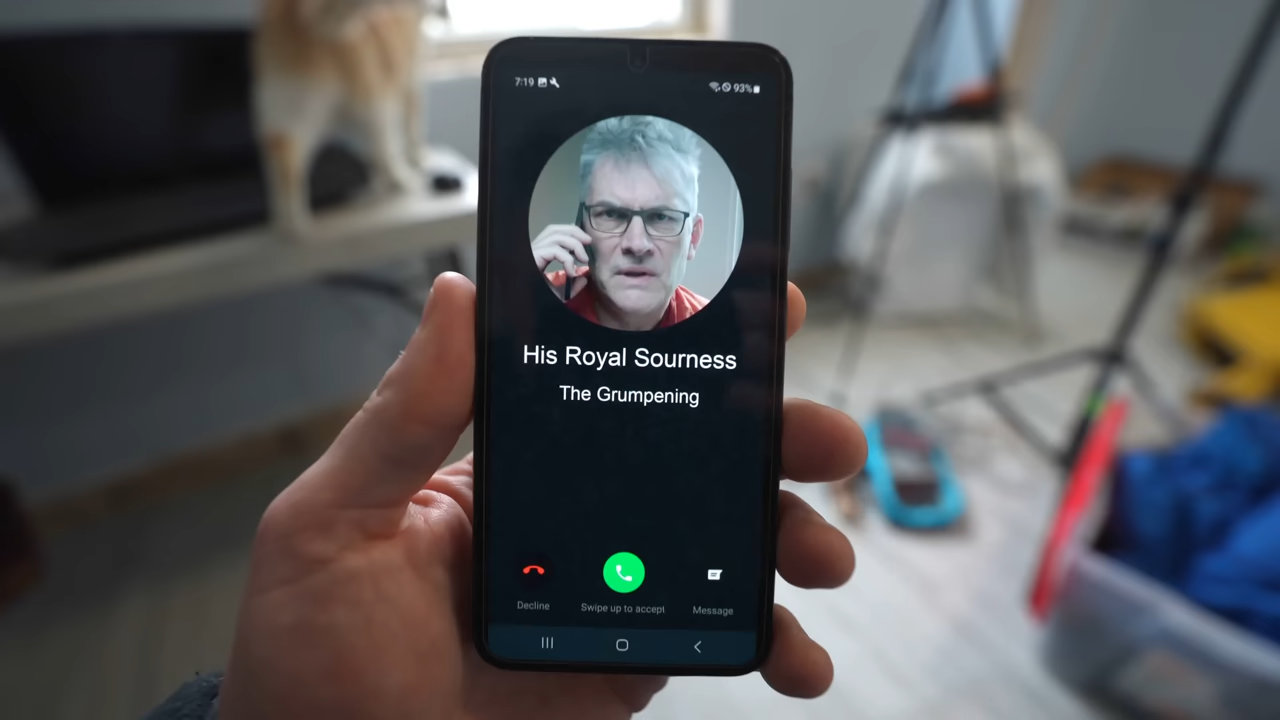 7:19
93%
His Royal Sourness
The Grumpening
Decline
Swipe up to accept
Message